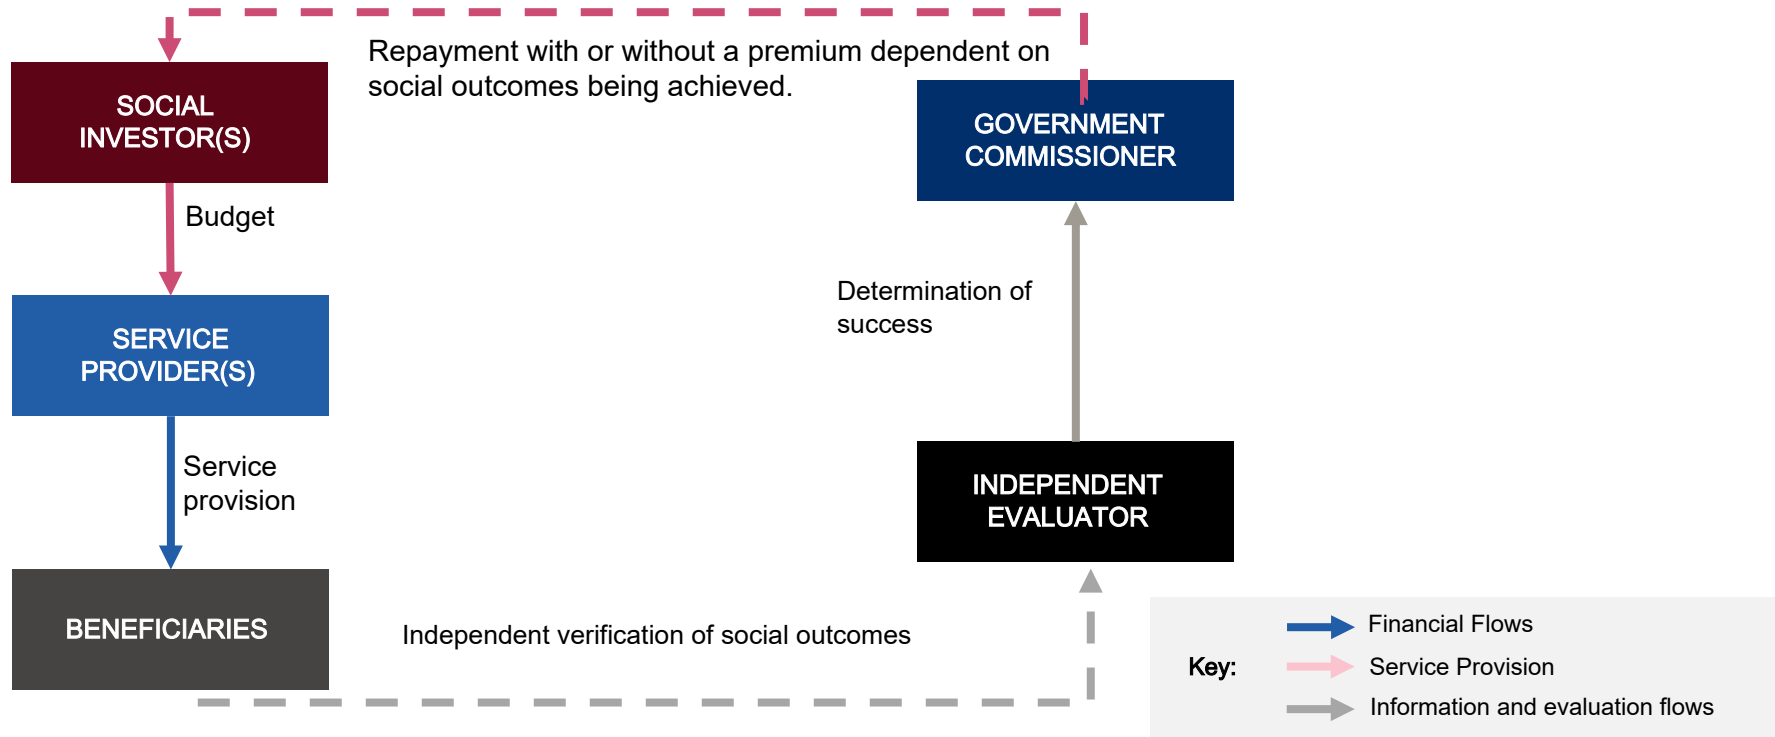 Repayment with or without a premium dependent on
social outcomes being achieved.
SOCIAL
INVESTOR(S)
GOVERNMENT
COMMISSIONER
Budget
SERVICE
PROVIDER(S)
Determination of
success
Service
provision
INDEPENDENT
EVALUATOR
BENEFICIARIES
Independent verification of social outcomes
Key:
Financial Flows
Service Provision
Information and evaluation flows